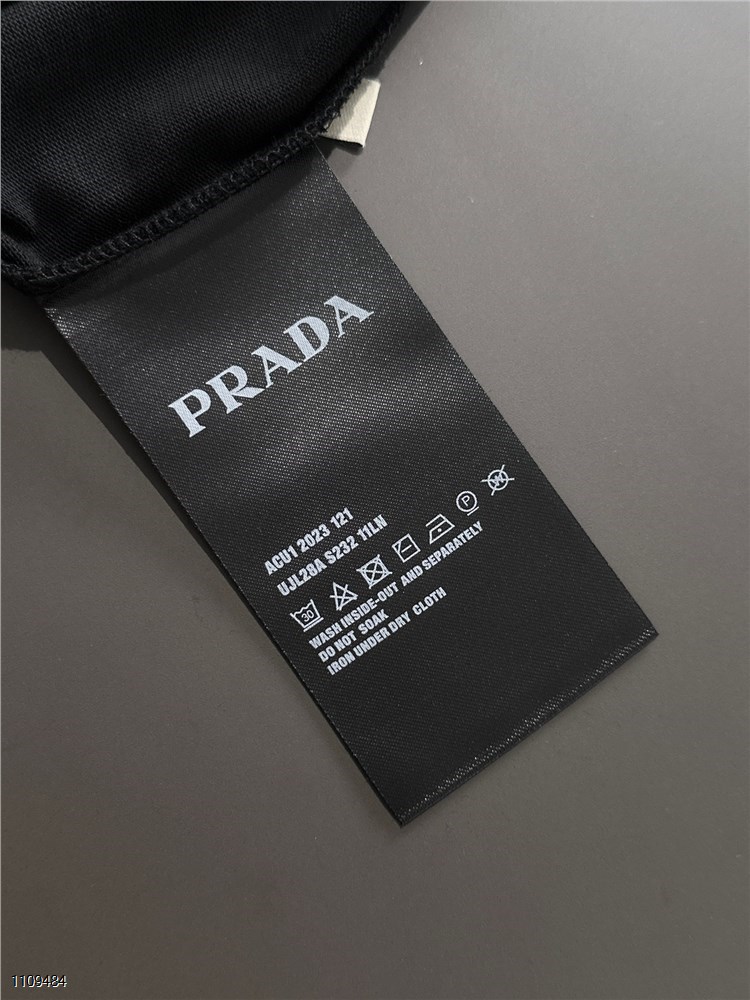 PRADA
ACU1 2023 121
UJL28A S232 11LN
30
P
W
WASH INSIDE-OUT AND SEPARATELY
DO NOT SOAK
IRON UNDER DRY CLOTH
1109484